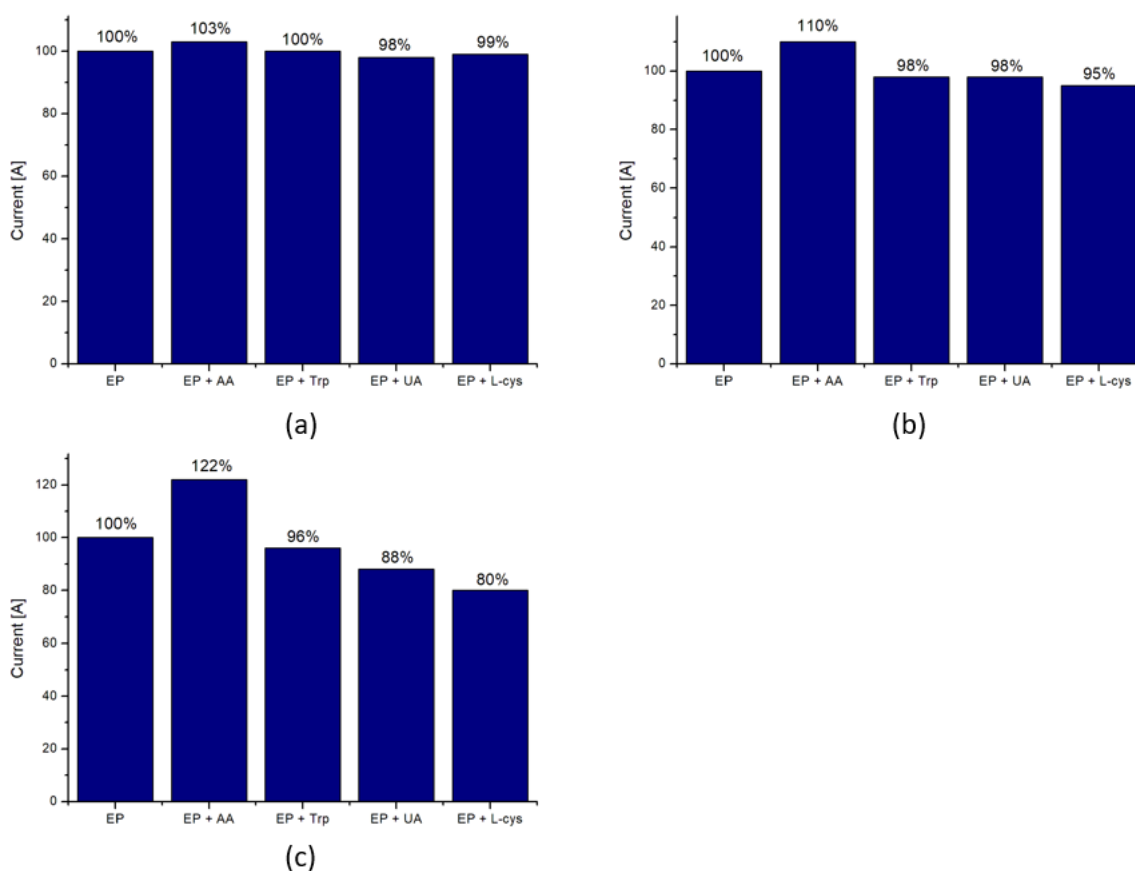 100%
103%
100%
98%
99%
100
80
60
40
20
0
Current [A]
EP
EP + AA
EP + Trp
EP + UA
EP + L-cys
(a)
100%
110%
98%
98%
95%
100
80
60
40
20
0
Current [A]
EP
EP + AA
EP + Trp
EP + UA
EP + L-cys
(b)
100%
122%
96%
88%
80%
120
100
80
60
40
20
0
Current [A]
EP
EP + AA
EP + Trp
EP + UA
EP + L-cys
(c)